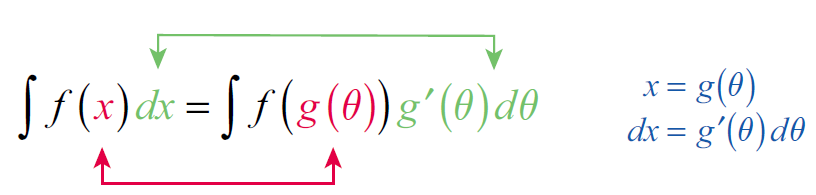 ∫ f(x) dx = ∫ f(g(θ)) g′(θ) dθ
x = g(θ)
dx = g′(θ) dθ